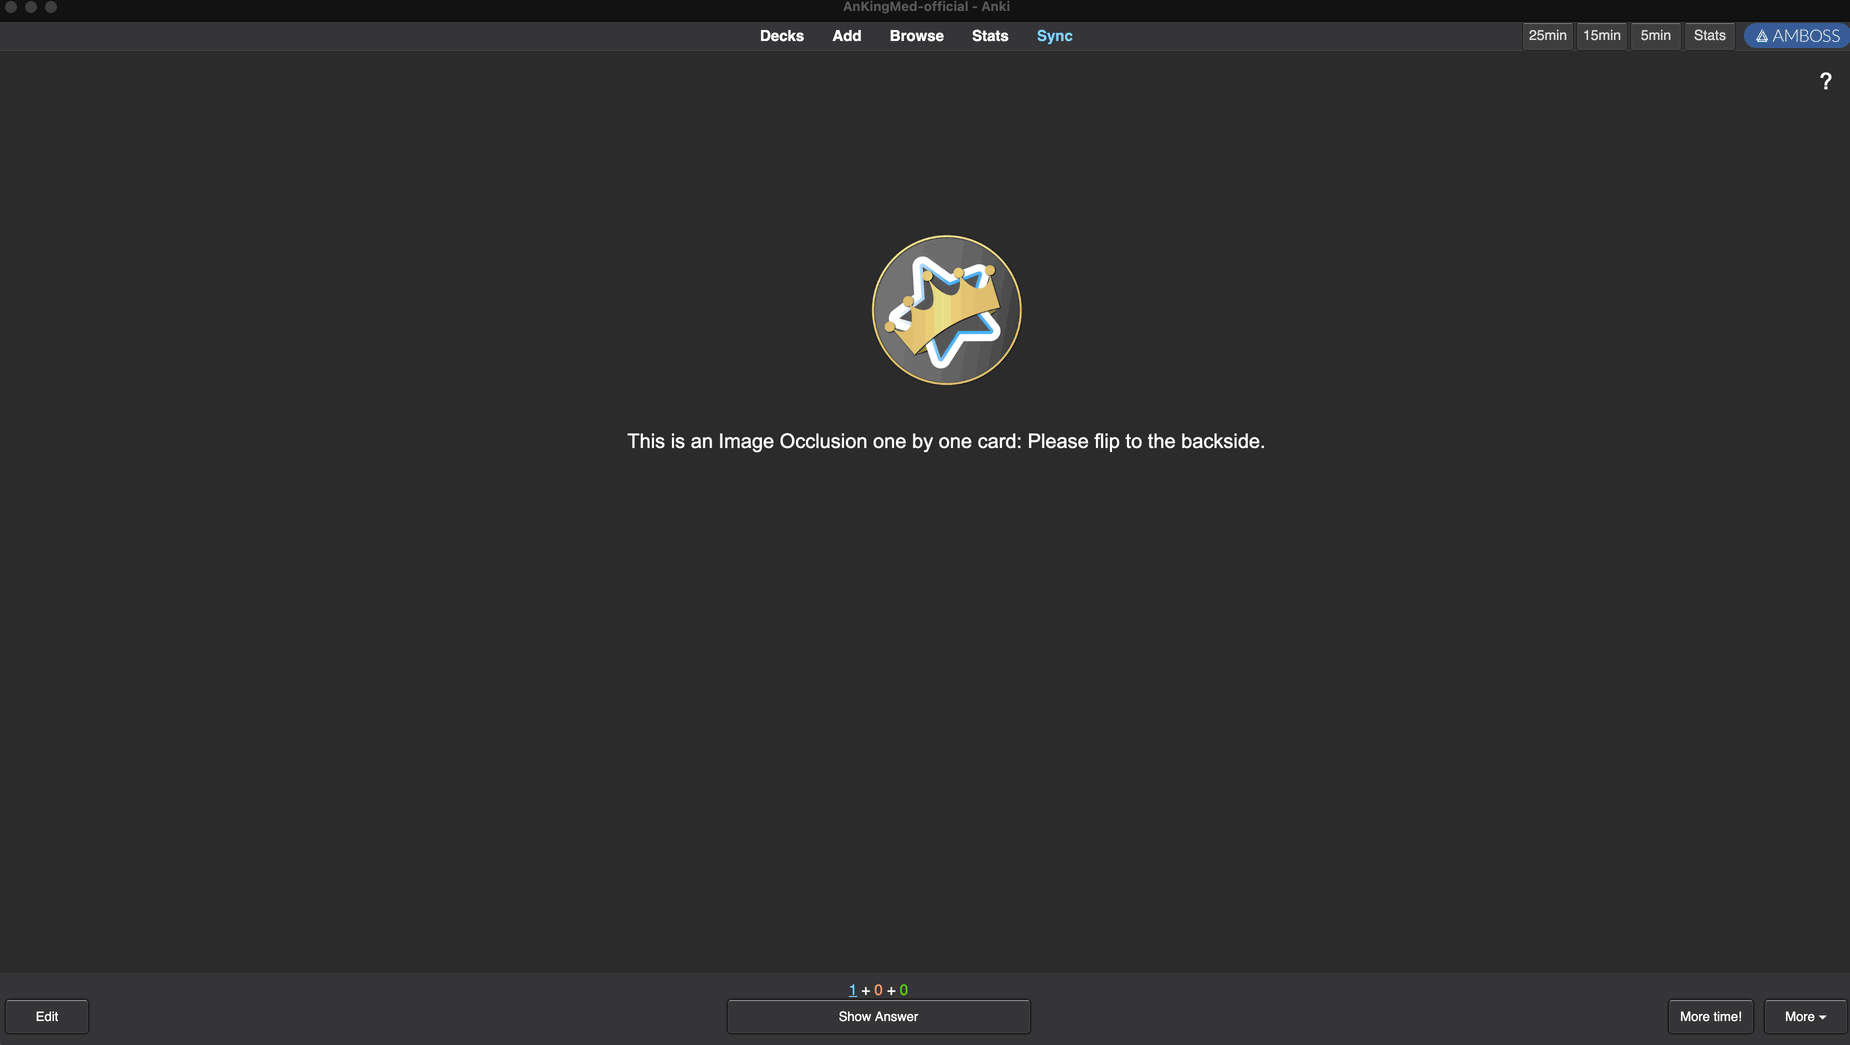 AnKingMed-official - Anki
Decks Add Browse Stats Sync
25min 15min 5min Stats AMBOSS
?
This is an Image Occlusion one by one card: Please flip to the backside.
1 + 0 + 0
Edit Show Answer More time! More